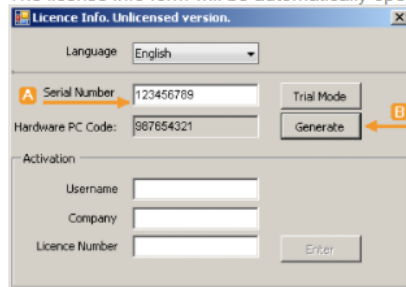 Licence Info. Unlicensed version.
Language English
A Serial Number 123456789 Trial Mode
Hardware PC Code: 987654321 Generate B
Activation
Username
Company
Licence Number Enter